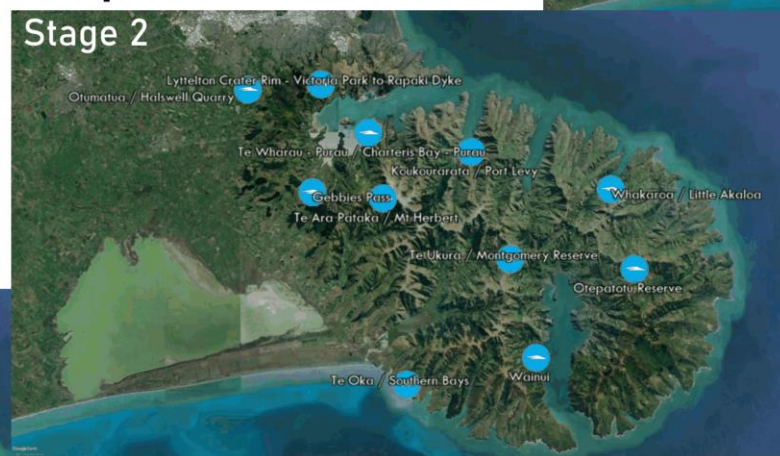 Stage 2
Lyttelton Crater Rim - Victoria Park to Rapaki Dyke
Otumatua / Halswell Quarry
Te Wharau - Purau / Charteris Bay - Purau
Koukourarata / Port Levy
Gebbies Pass
Whakaroa / Little Akaloa
Te Ara Pataka / Mt Herbert
Te Ukura / Montgomery Reserve
Otepatotu Reserve
Te Oka / Southern Bays
Wainui